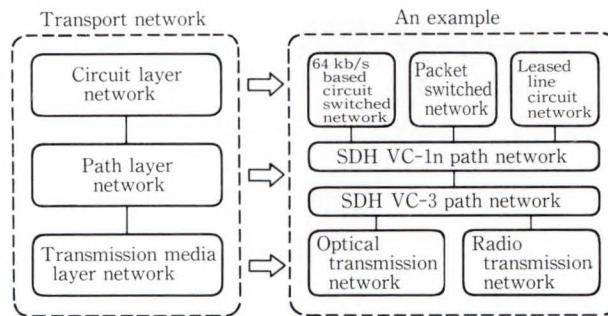 Transport network
An example
Circuit layer
network
Path layer
network
Transmission media
layer network
64 kb/s
based
circuit
switched
network
Packet
switched
network
Leased
line
circuit
network
SDH VC-1n path network
SDH VC-3 path network
Optical
transmission
network
Radio
transmission
network